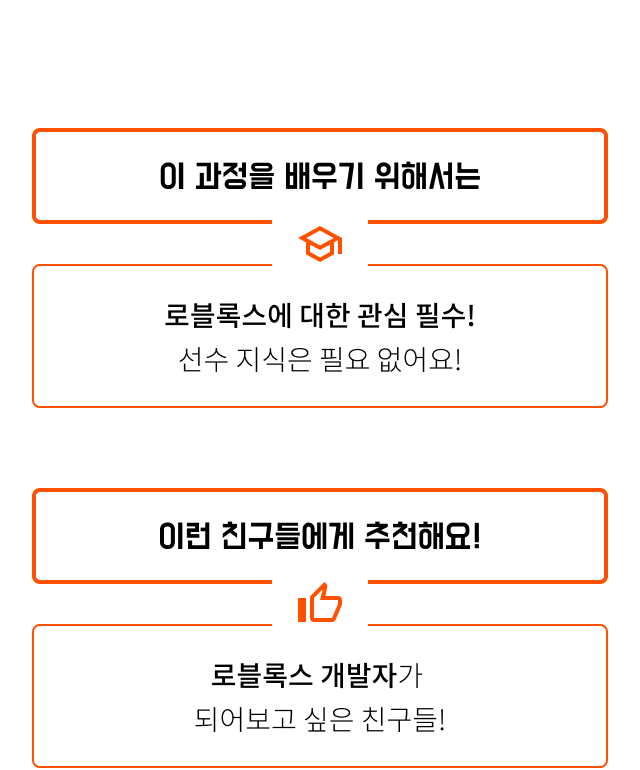 이 과정을 배우기 위해서는
로블록스에 대한 관심 필수!
선수 지식은 필요 없어요!
이런 친구들에게 추천해요!
로블록스 개발자가
되어보고 싶은 친구들!